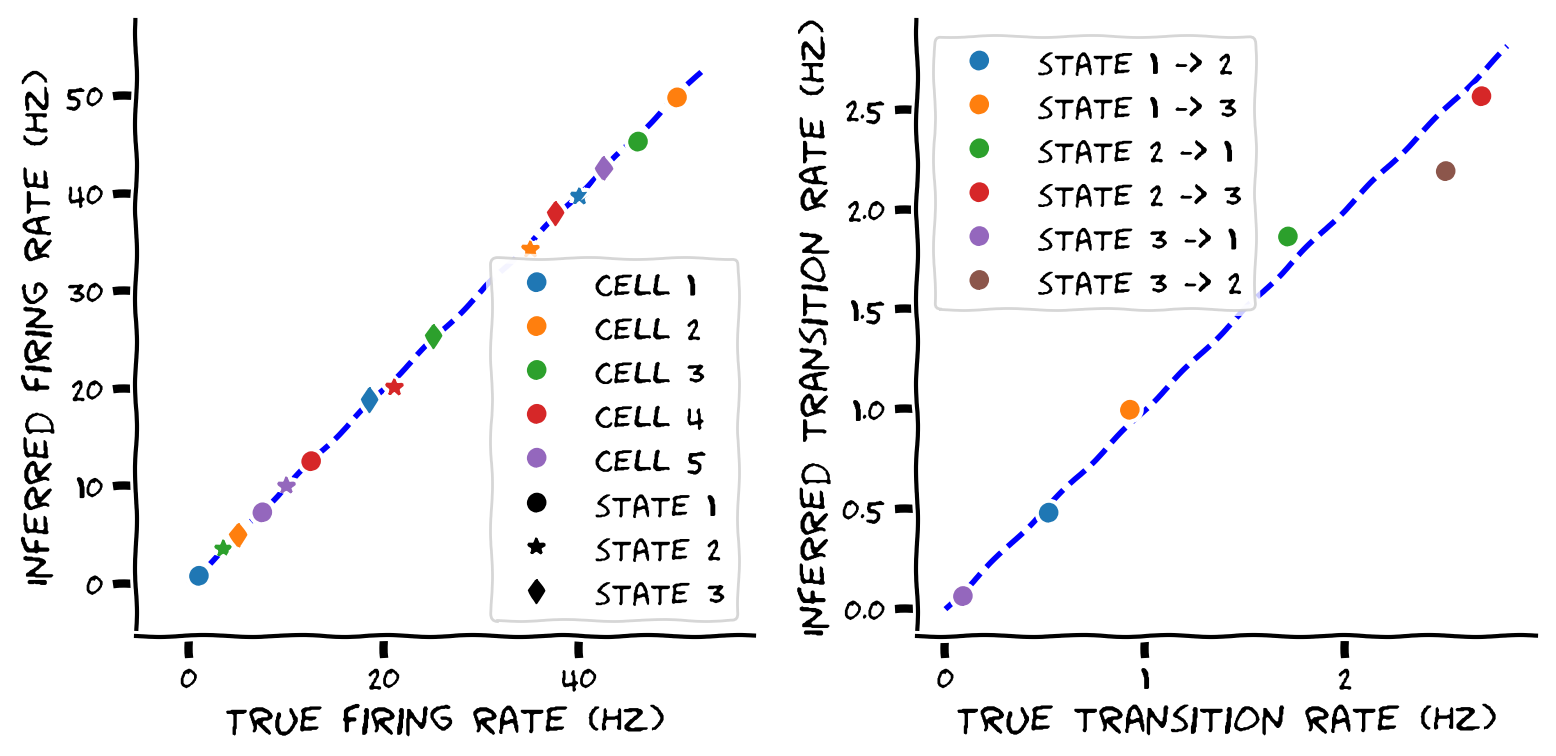 INFERRED FIRING RATE (HZ)
50
40
30
20
10
0
CELL 1
CELL 2
CELL 3
CELL 4
CELL 5
STATE 1
STATE 2
STATE 3
0
20
40
TRUE FIRING RATE (HZ)
INFERRED TRANSITION RATE (HZ)
2.5
2.0
1.5
1.0
0.5
0.0
STATE 1 -> 2
STATE 1 -> 3
STATE 2 -> 1
STATE 2 -> 3
STATE 3 -> 1
STATE 3 -> 2
0
1
2
TRUE TRANSITION RATE (HZ)